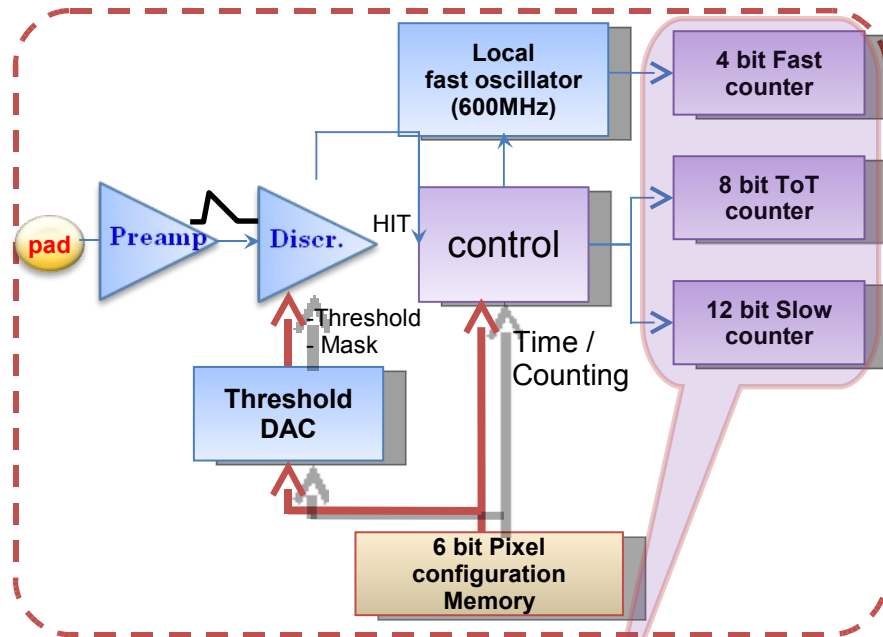 Local
fast oscillator
(600MHz)
4 bit Fast
counter
8 bit ToT
counter
12 bit Slow
counter
pad
Preamp
Discr.
HIT
control
-Threshold
- Mask
Time /
Counting
Threshold
DAC
6 bit Pixel
configuration
Memory